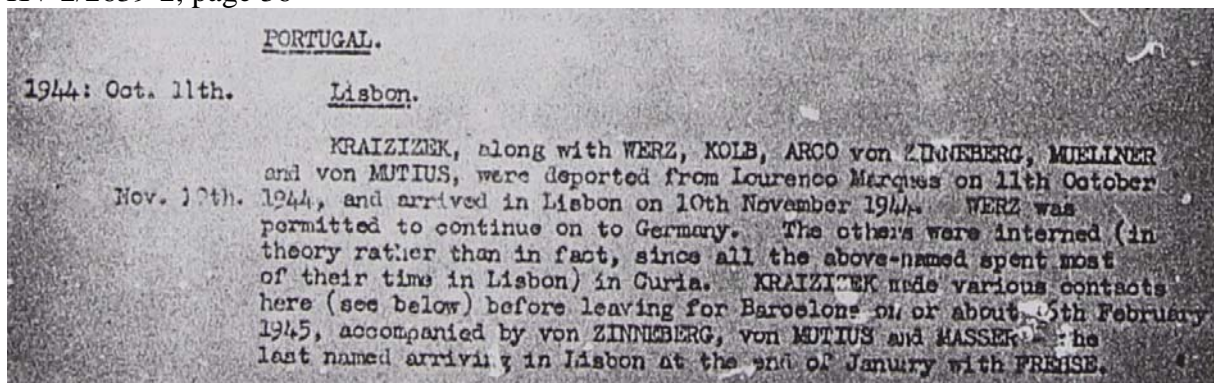 PORTUGAL.
1944: Oct. 11th. Lisbon.
KRAIZIZEK, along with WERZ, KOLB, ARCO von ZINNEBERG, MUELLNER
and von MUTIUS, were deported from Lourenco Marques on 11th October
Nov. 1944, and arrived in Lisbon on 10th November 1944. WERZ was
permitted to continue on to Germany. The others were interned (in
theory rather than in fact, since all the above-named spent most
of their time in Lisbon) in Curia. KRAIZIZEK made various contacts
here (see below) before leaving for Barcelona on or about February
1945, accompanied by von ZINNEBERG, von MUTIUS and MASSER
last named arriving in Lisbon at the end of Janury with FREHSE.